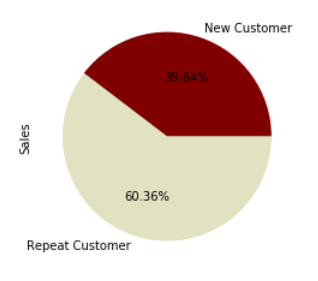 New Customer
39.64%
Sales
60.36%
Repeat Customer